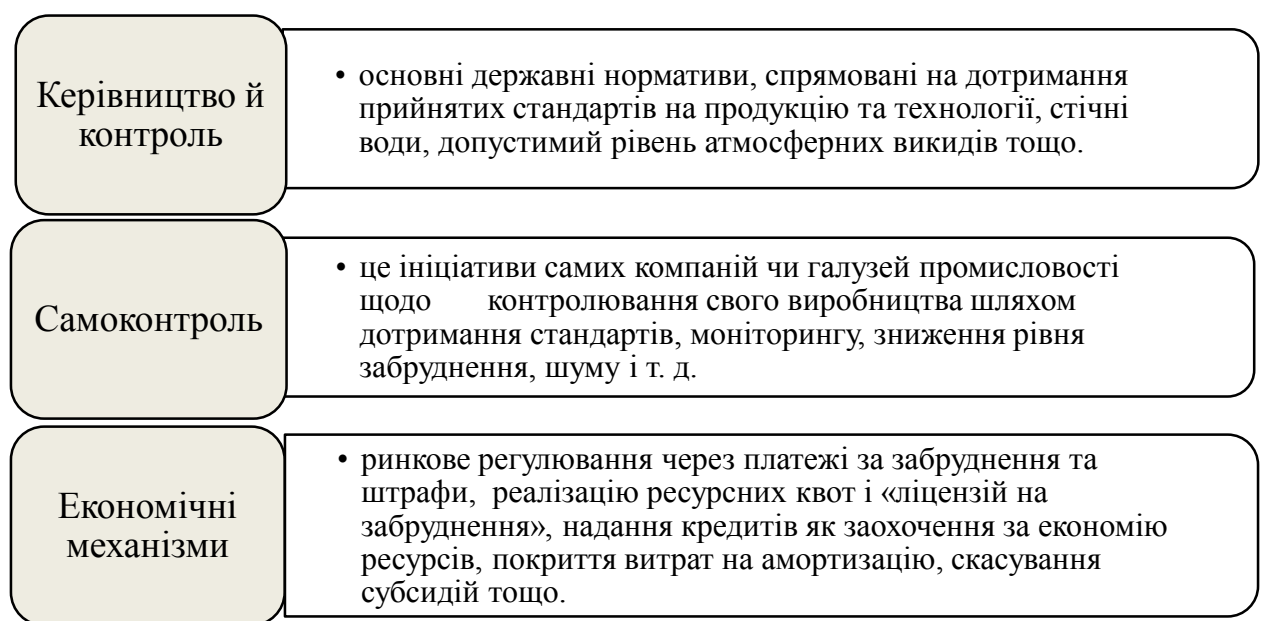 Керівництво й
контроль
• основні державні нормативи, спрямовані на дотримання
прийнятих стандартів на продукцію та технології, стічні
води, допустимий рівень атмосферних викидів тощо.
Самоконтроль
• це ініціативи самих компаній чи галузей промисловості
щодо контролювання свого виробництва шляхом
дотримання стандартів, моніторингу, зниження рівня
забруднення, шуму і т. д.
Економічні
механізми
• ринкове регулювання через платежі за забруднення та
штрафи, реалізацію ресурсних квот і «ліцензій на
забруднення», надання кредитів як заохочення за економію
ресурсів, покриття витрат на амортизацію, скасування
субсидій тощо.